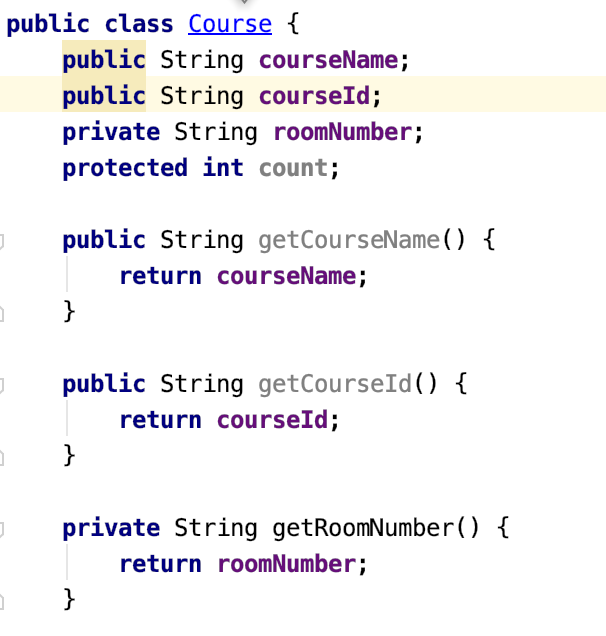 public class Course {
    public String courseName;
    public String courseId;
    private String roomNumber;
    protected int count;

    public String getCourseName() {
        return courseName;
    }

    public String getCourseId() {
        return courseId;
    }

    private String getRoomNumber() {
        return roomNumber;
    }